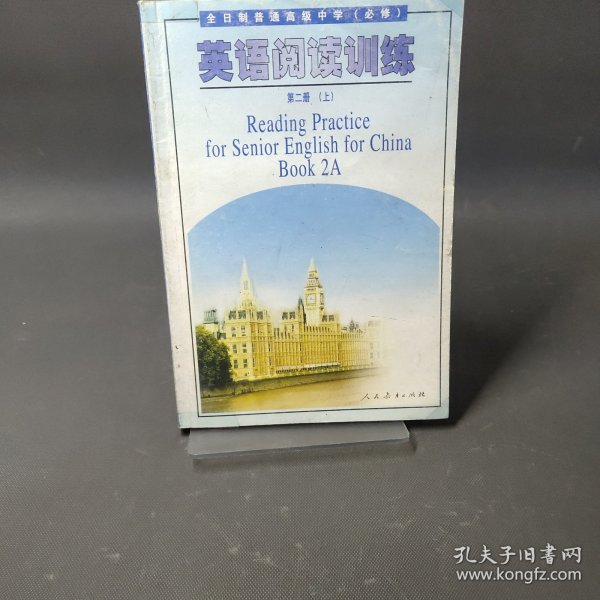 全日制普通高级中学（必修）
英语阅读训练
第二册（上）
Reading Practice
for Senior English for China
Book 2A
人民教育出版社
孔夫子旧书网
www.kongfz.com